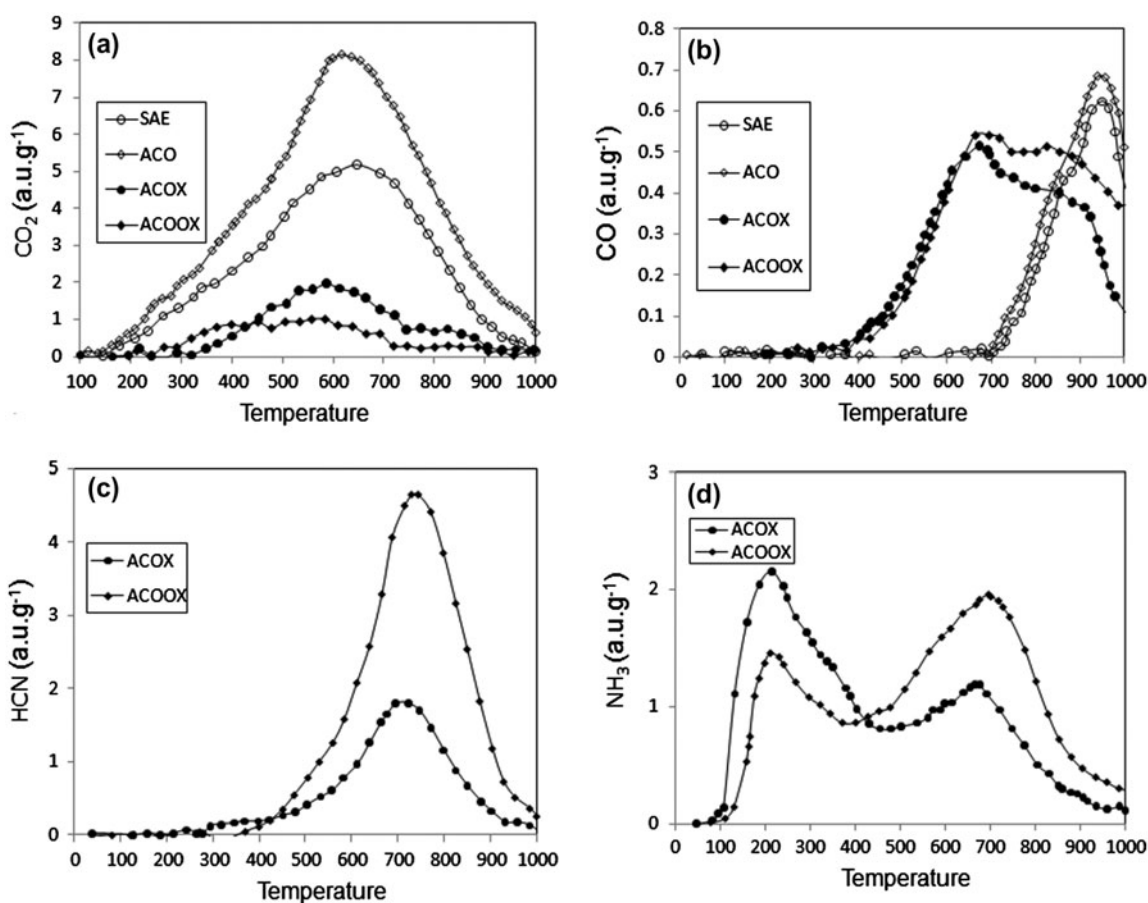 (a)
CO2 (a.u.g-1)
9
8
7
6
5
4
3
2
1
0
SAE
ACO
ACOX
ACOOX
100 200 300 400 500 600 700 800 900 1000
Temperature
(b)
CO (a.u.g-1)
0.8
0.7
0.6
0.5
0.4
0.3
0.2
0.1
0
SAE
ACO
ACOX
ACOOX
0 100 200 300 400 500 600 700 800 900 1000
Temperature
(c)
HCN (a.u.g-1)
5
4
3
2
1
0
ACOX
ACOOX
0 100 200 300 400 500 600 700 800 900 1000
Temperature
(d)
NH3 (a.u.g-1)
3
2
1
0
ACOX
ACOOX
0 100 200 300 400 500 600 700 800 900 1000
Temperature